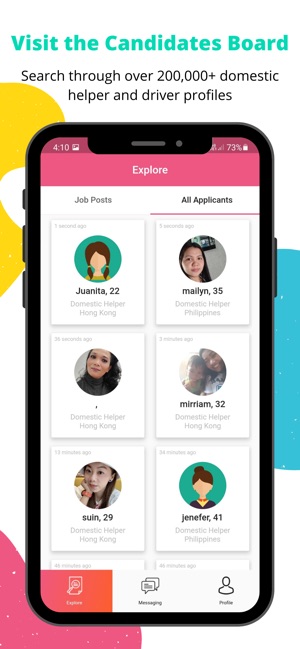 Visit the Candidates Board
Search through over 200,000+ domestic
helper and driver profiles
4:10
73%
Explore
Job Posts
All Applicants
1 second ago
5 seconds ago
Juanita, 22
mailyn, 35
Domestic Helper
Domestic Helper
Hong Kong
Philippines
36 seconds ago
3 minutes ago
,
mirriam, 32
Domestic Helper
Domestic Helper
Hong Kong
Hong Kong
13 minutes ago
34 minutes ago
suin, 29
jenefer, 41
Domestic Helper
Domestic Helper
Hong Kong
Philippines
46 minutes ago
46 minutes ago
Explore
Messaging
Profile